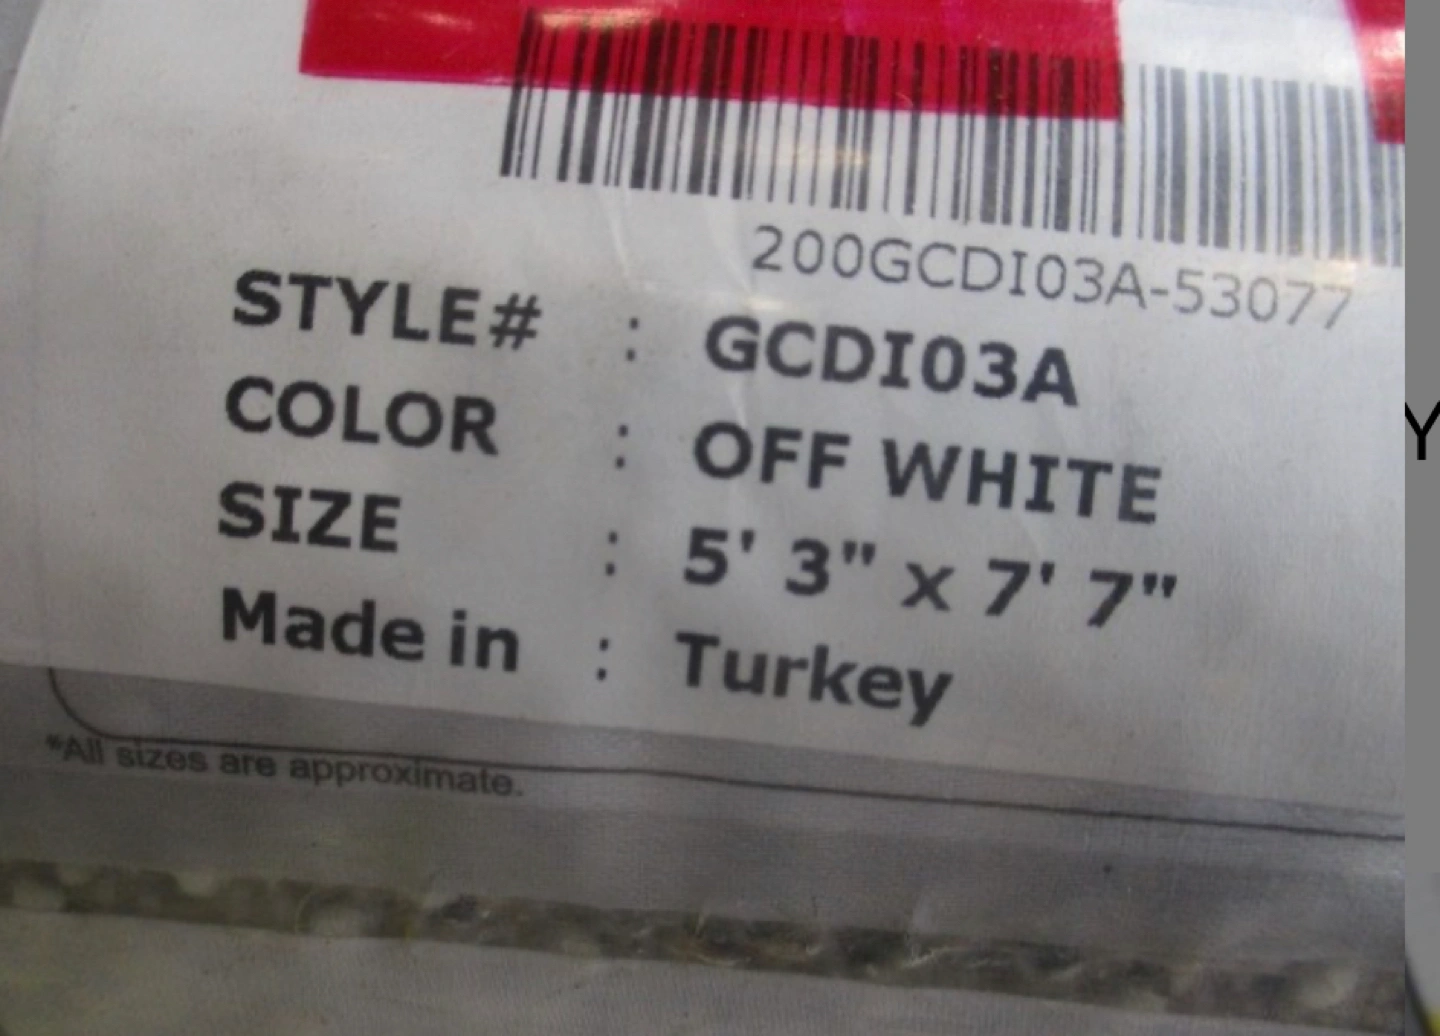 200GCDI03A-53077
STYLE# : GCDI03A
COLOR : OFF WHITE
SIZE : 5' 3" x 7' 7"
Made in : Turkey
*All sizes are approximate.
Y